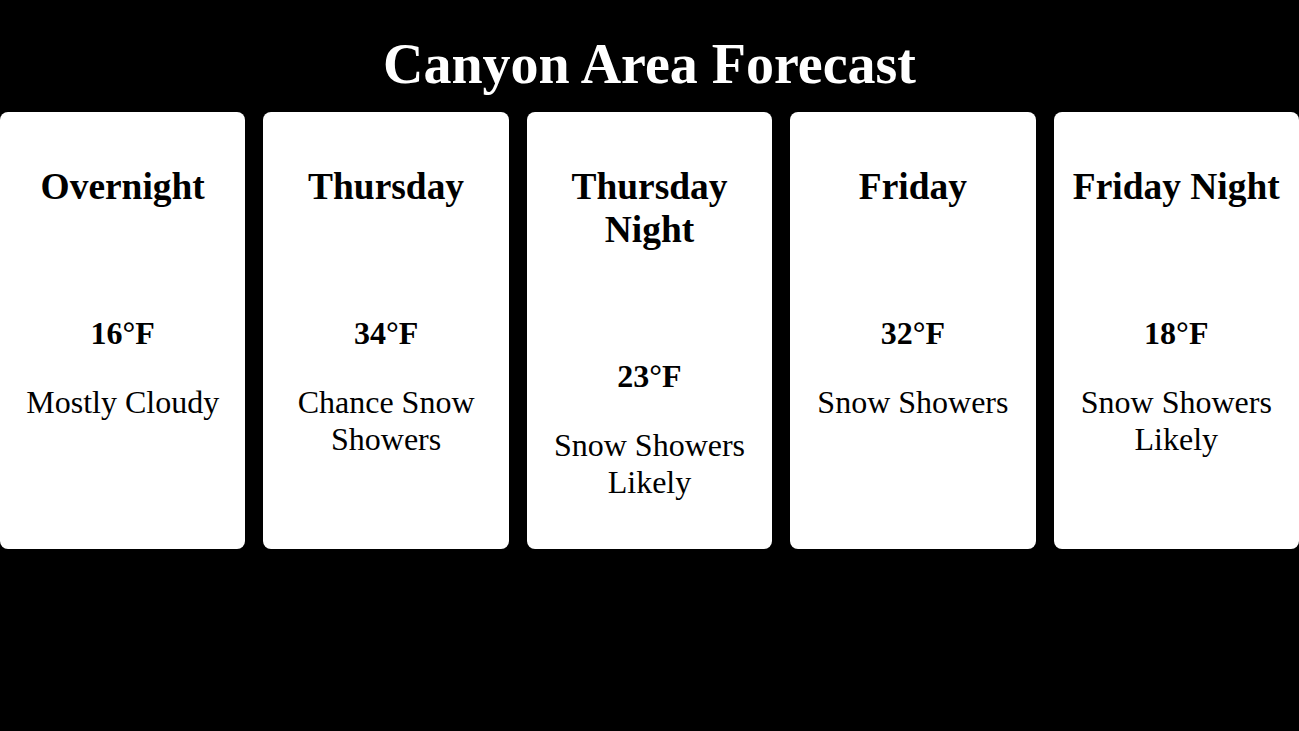 Canyon Area Forecast
Overnight
16°F
Mostly Cloudy
Thursday
34°F
Chance Snow
Showers
Thursday
Night
23°F
Snow Showers
Likely
Friday
32°F
Snow Showers
Friday Night
18°F
Snow Showers
Likely